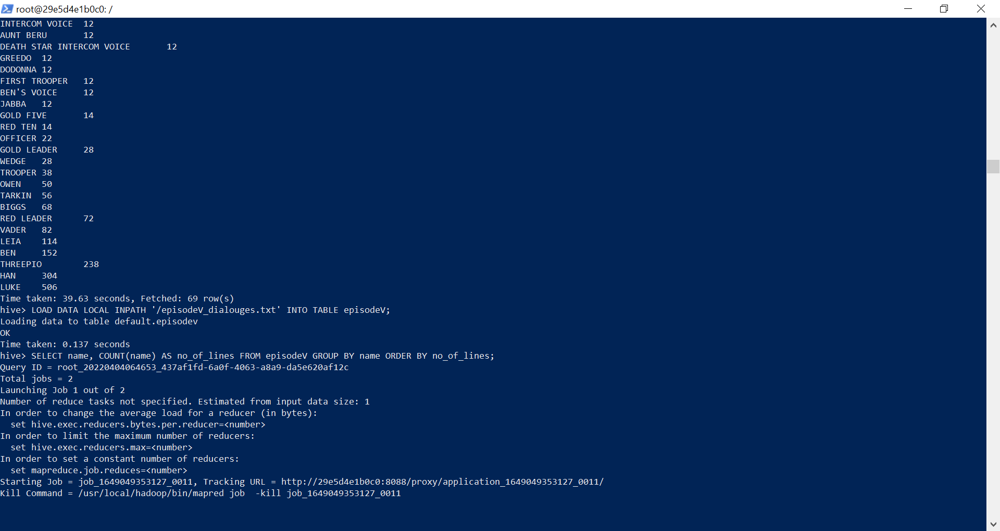 root@29e5d4e1b0c0: /
INTERCOM VOICE  12
AUNT BERU       12
DEATH STAR INTERCOM VOICE       12
GREEDO  12
DODONNA 12
FIRST TROOPER   12
BEN'S VOICE     12
JABBA   12
GOLD FIVE       14
RED TEN 14
OFFICER 22
GOLD LEADER     28
WEDGE   28
TROOPER 38
OWEN    50
TARKIN  56
BIGGS   68
RED LEADER      72
VADER   82
LEIA    114
BEN     152
THREEPIO        238
HAN     304
LUKE    506
Time taken: 39.63 seconds, Fetched: 69 row(s)
hive> LOAD DATA LOCAL INPATH '/episodeV_dialouges.txt' INTO TABLE episodeV;
Loading data to table default.episodev
OK
Time taken: 0.137 seconds
hive> SELECT name, COUNT(name) AS no_of_lines FROM episodeV GROUP BY name ORDER BY no_of_lines;
Query ID = root_20220404064653_437af1fd-6a0f-4063-a8a9-da5e620af12c
Total jobs = 2
Launching Job 1 out of 2
Number of reduce tasks not specified. Estimated from input data size: 1
In order to change the average load for a reducer (in bytes):
  set hive.exec.reducers.bytes.per.reducer=<number>
In order to limit the maximum number of reducers:
  set hive.exec.reducers.max=<number>
In order to set a constant number of reducers:
  set mapreduce.job.reduces=<number>
Starting Job = job_1649049353127_0011, Tracking URL = http://29e5d4e1b0c0:8088/proxy/application_1649049353127_0011/
Kill Command = /usr/local/hadoop/bin/mapred job  -kill job_1649049353127_0011